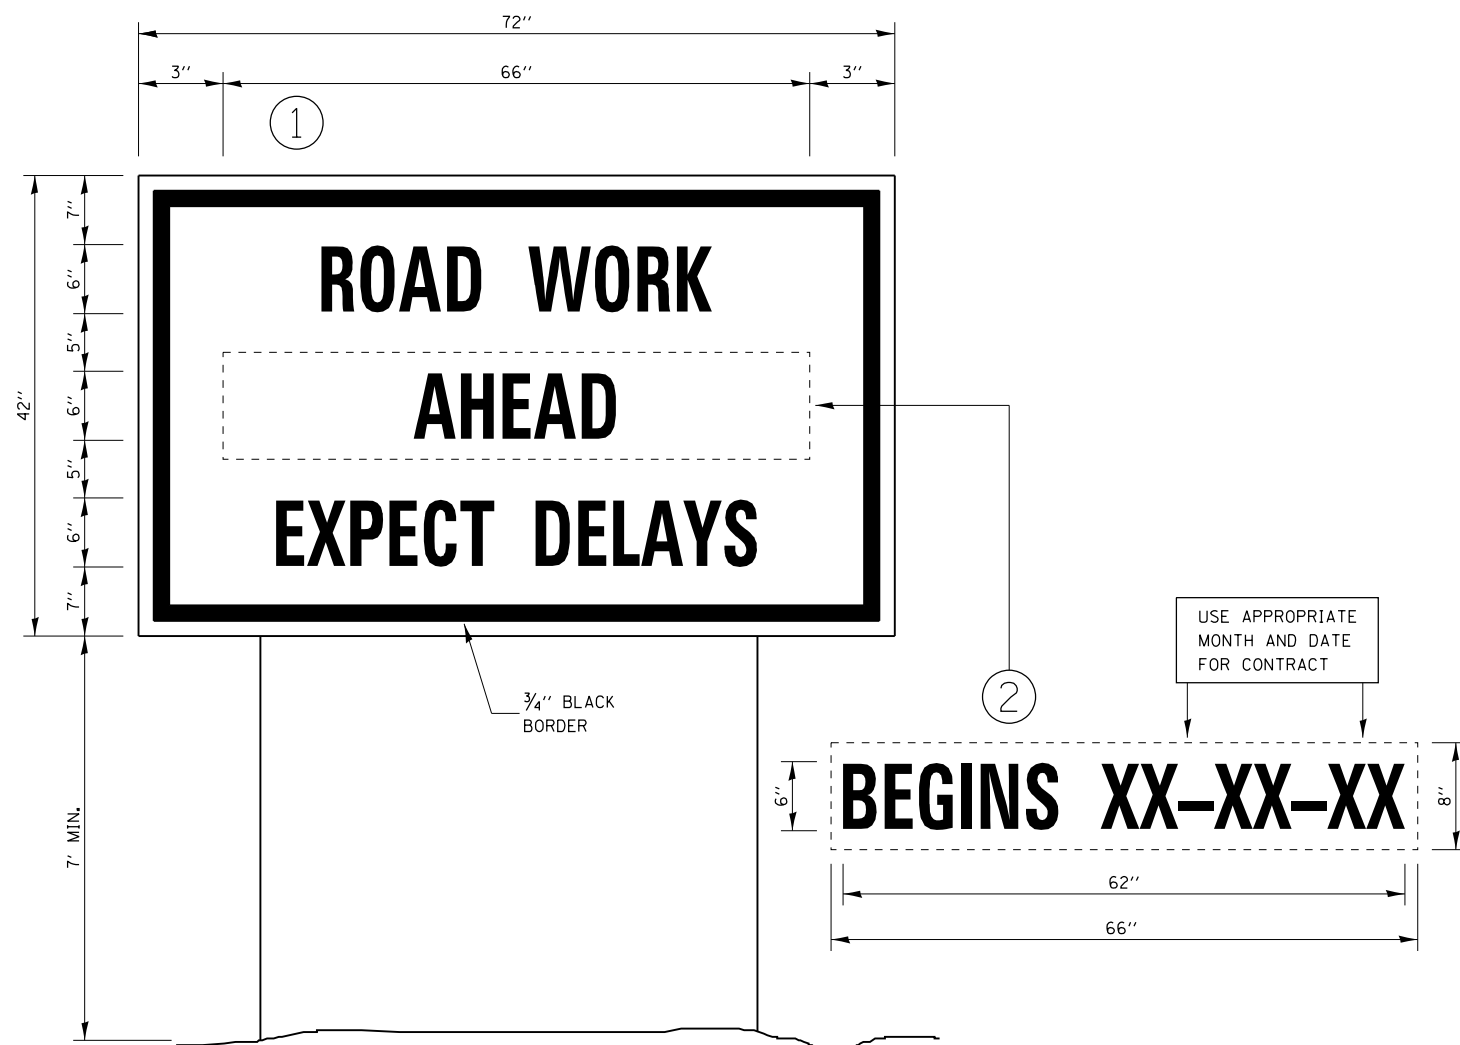 72''
3'' 66'' 3''
1
7''
6''
5''
6''
5''
6''
7''
42''
ROAD WORK
AHEAD
EXPECT DELAYS
3/4'' BLACK
BORDER
7' MIN.
USE APPROPRIATE
MONTH AND DATE
FOR CONTRACT
2
6''
BEGINS XX-XX-XX
8''
62''
66''